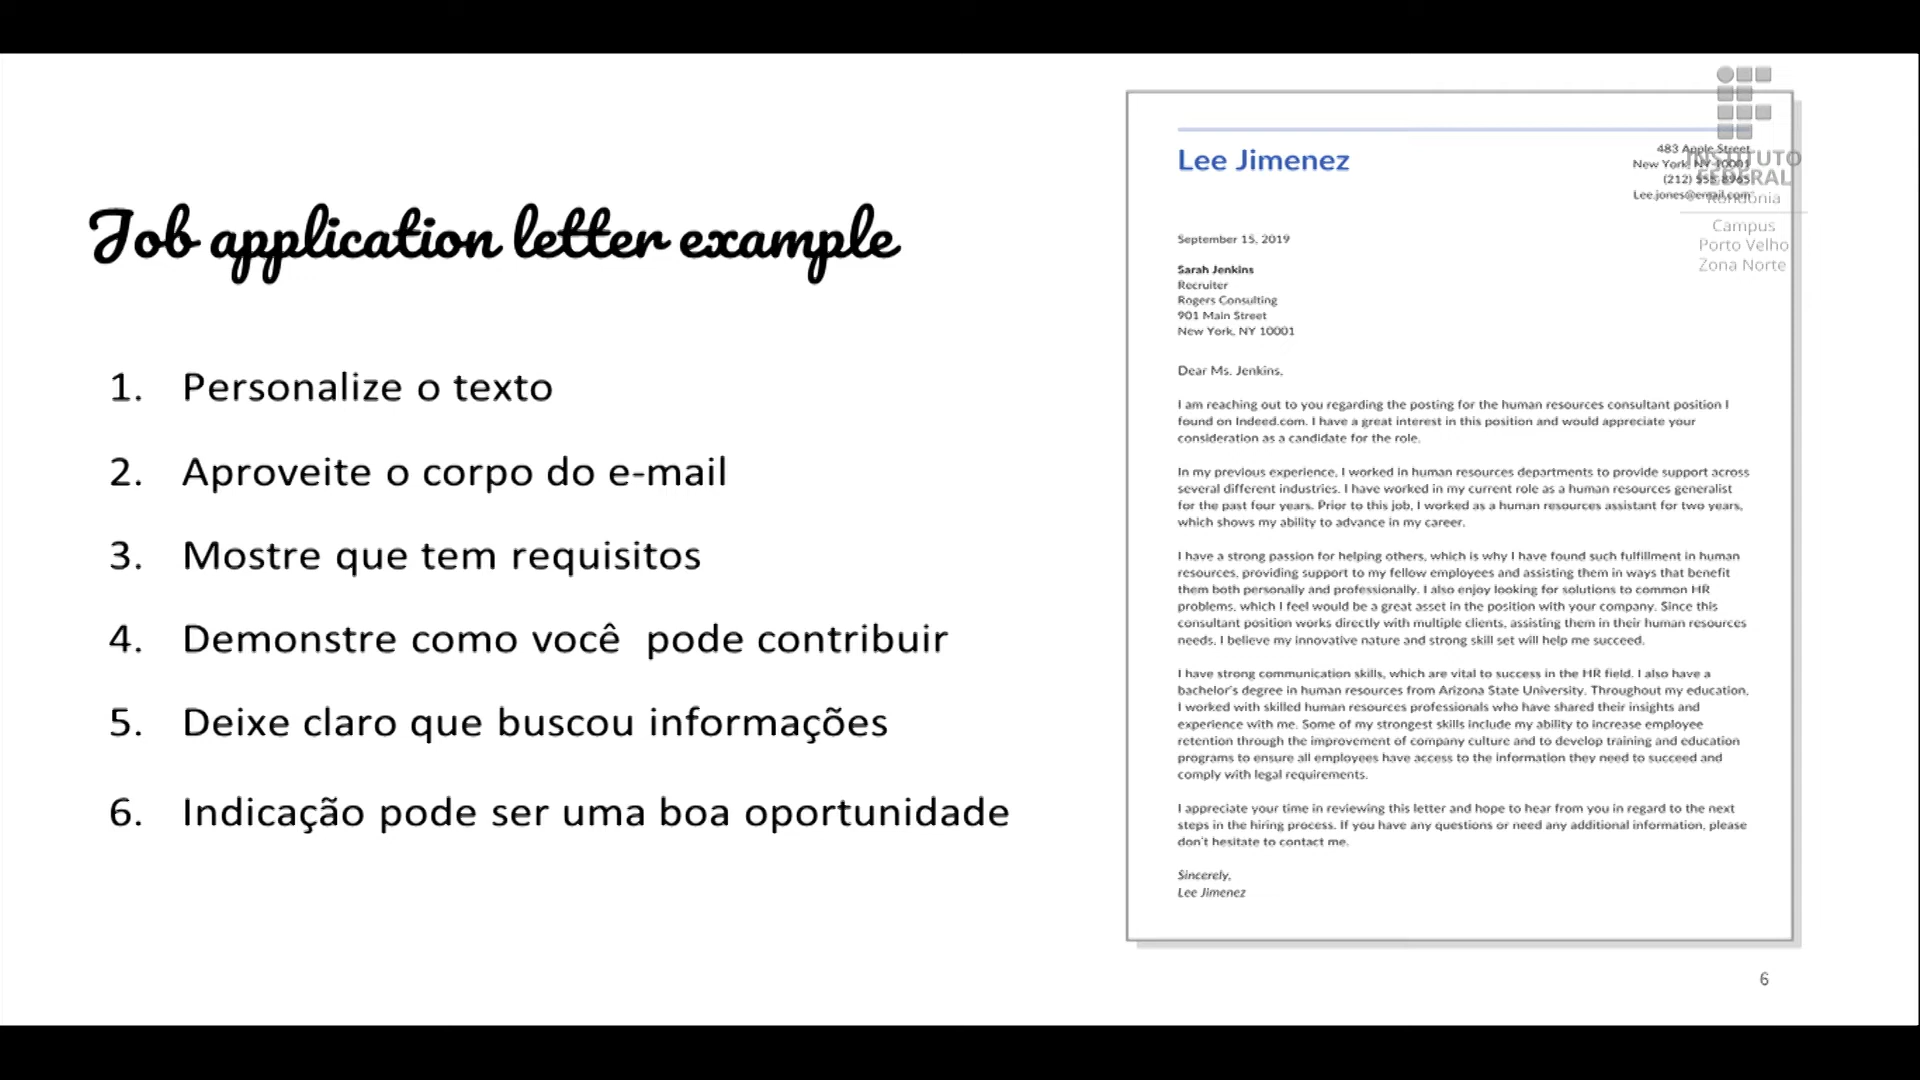 Job application letter example
1. Personalize o texto
2. Aproveite o corpo do e-mail
3. Mostre que tem requisitos
4. Demonstre como você pode contribuir
5. Deixe claro que buscou informações
6. Indicação pode ser uma boa oportunidade
Lee Jimenez
483 Apple Street
New York, NY 10001
(212) 555-8965
Lee.jones@email.com
INSTITUTO
FEDERAL
Rondônia
Campus
Porto Velho
Zona Norte
September 15, 2019
Sarah Jenkins
Recruiter
Rogers Consulting
901 Main Street
New York, NY 10001
Dear Ms. Jenkins,
I am reaching out to you regarding the posting for the human resources consultant position I
found on Indeed.com. I have a great interest in this position and would appreciate your
consideration as a candidate for the role.
In my previous experience, I worked in human resources departments to provide support across
several different industries. I have worked in my current role as a human resources generalist
for the past four years. Prior to this job, I worked as a human resources assistant for two years,
which shows my ability to advance in my career.
I have a strong passion for helping others, which is why I have found such fulfillment in human
resources, providing support to my fellow employees and assisting them in ways that benefit
them both personally and professionally. I also enjoy looking for solutions to common HR
problems, which I feel would be a great asset in the position with your company. Since this
consultant position works directly with multiple clients, assisting them in their human resources
needs, I believe my innovative nature and strong skill set will help me succeed.
I have strong communication skills, which are vital to success in the HR field. I also have a
bachelor's degree in human resources from Arizona State University. Throughout my education,
I worked with skilled human resources professionals who have shared their insights and
experience with me. Some of my strongest skills include my ability to increase employee
retention through the improvement of company culture and to develop training and education
programs to ensure all employees have access to the information they need to succeed and
comply with legal requirements.
I appreciate your time in reviewing this letter and hope to hear from you in regard to the next
steps in the hiring process. If you have any questions or need any additional information, please
don't hesitate to contact me.
Sincerely,
Lee Jimenez
6